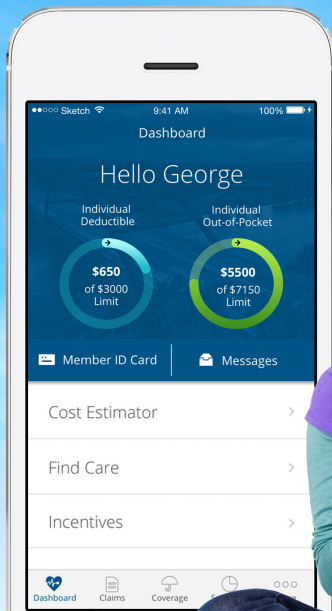 Sketch 9:41 AM 100%
Dashboard
Hello George
Individual Individual
Deductible Out-of-Pocket
$650 $5500
of $3000 of $7150
Limit Limit
Member ID Card Messages
Cost Estimator
Find Care
Incentives
Dashboard Claims Coverage